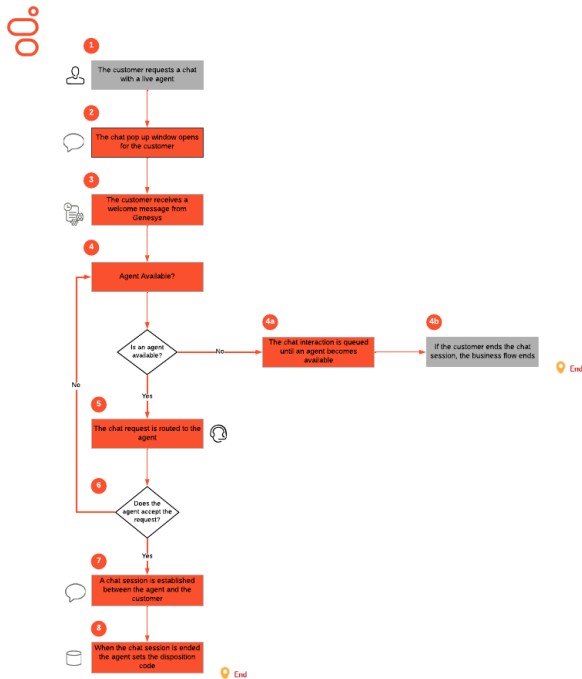 1
The customer requests a chat
with a live agent
2
The chat pop up window opens
for the customer
3
The customer receives a
welcome message from
Genesys
4
Agent Available?
Is an agent
available?
No
4a
The chat interaction is queued
until an agent becomes
available
4b
If the customer ends the chat
session, the business flow ends
End
Yes
No
5
The chat request is routed to the
agent
6
Does the
agent accept the
request?
Yes
7
A chat session is established
between the agent and the
customer
8
When the chat session is ended
the agent sets the disposition
code
End